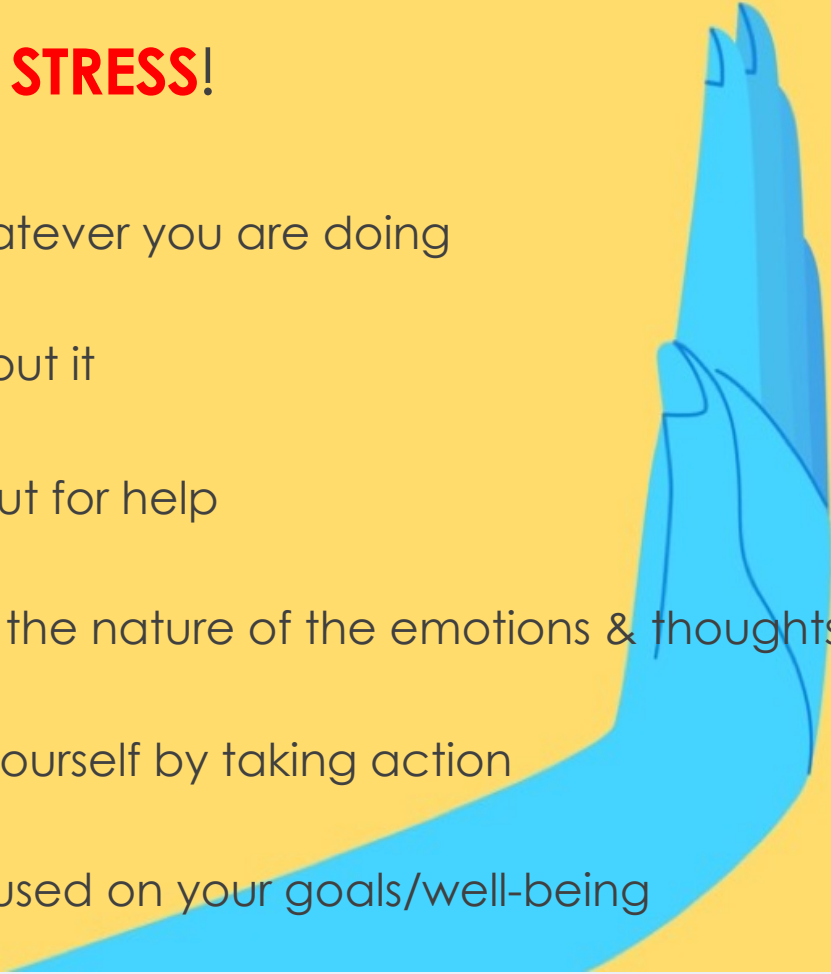 STRESS!
atever you are doing
out it
ut for help
the nature of the emotions & thoughts
ourself by taking action
used on your goals/well-being